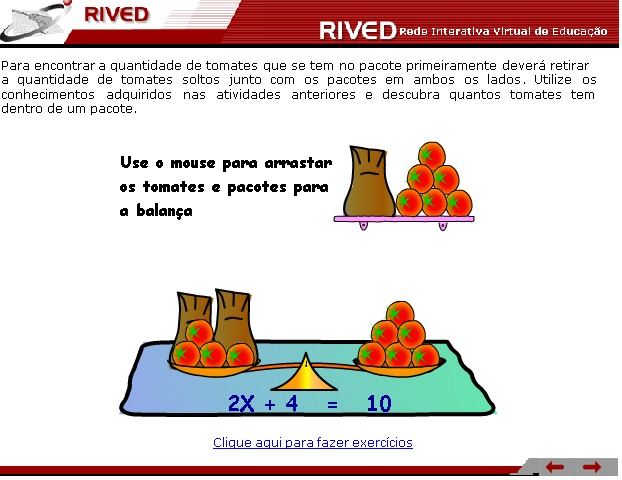 RIVED
RIVED Rede Interativa Virtual de Educação
Para encontrar a quantidade de tomates que se tem no pacote primeiramente deverá retirar
a quantidade de tomates soltos junto com os pacotes em ambos os lados. Utilize os
conhecimentos adquiridos nas atividades anteriores e descubra quantos tomates tem
dentro de um pacote.
Use o mouse para arrastar
os tomates e pacotes para
a balança
2X + 4 = 10
Clique aqui para fazer exercícios